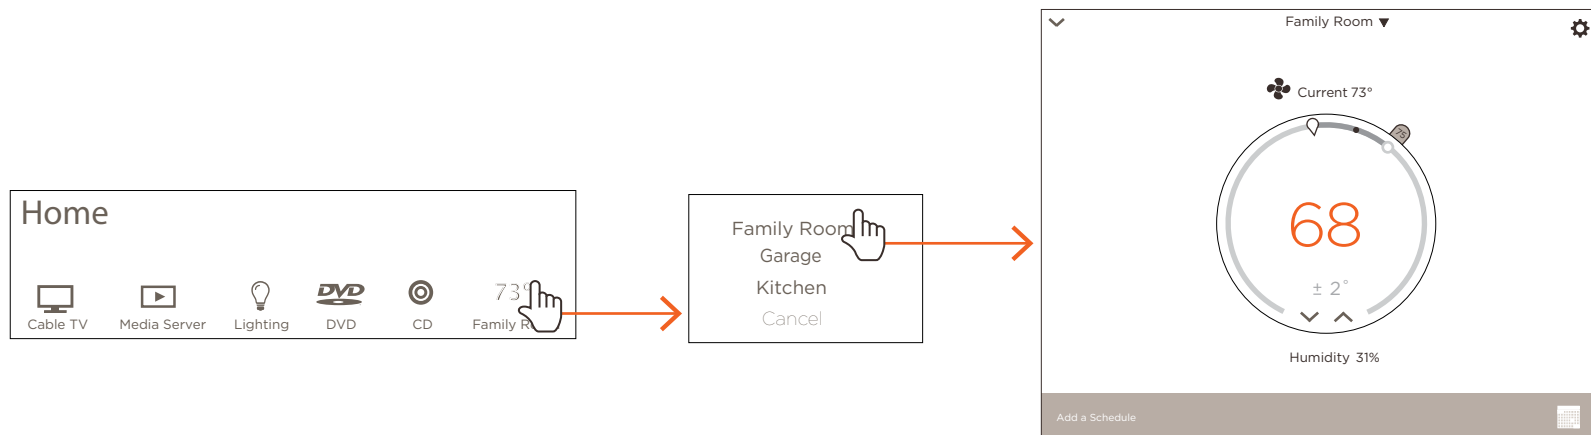 Home
73°
Cable TV
Media Server
Lighting
DVD
DVD
CD
Family
Family Room
Garage
Kitchen
Cancel
Family Room
Current 73°
75
68
± 2°
Humidity 31%
Add a Schedule